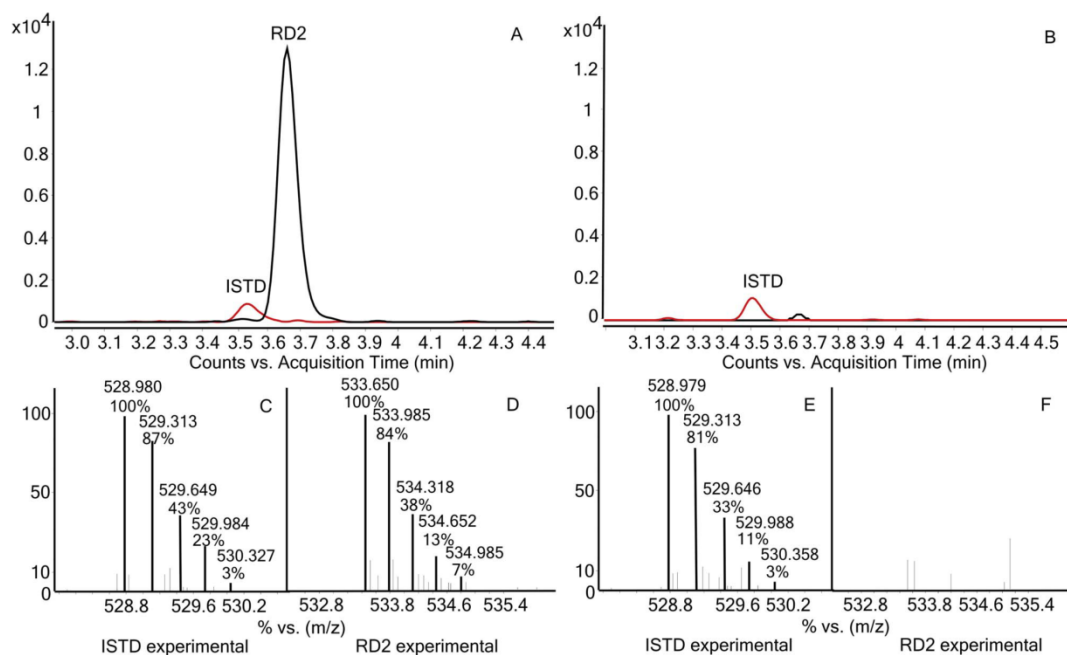 x10⁴
RD2
A
1.2
1
0.8
0.6
0.4
ISTD
0.2
0
3.0 3.1 3.2 3.3 3.4 3.5 3.6 3.7 3.8 3.9 4 4.1 4.2 4.3 4.4
Counts vs. Acquisition Time (min)
x10⁴
B
1.2
1
0.8
0.6
0.4
0.2
ISTD
0
3.1 3.2 3.3 3.4 3.5 3.6 3.7 3.8 3.9 4 4.1 4.2 4.3 4.4 4.5
Counts vs. Acquisition Time (min)
100
50
10
0
528.980
100%
C
529.313
87%
529.649
43%
529.984
23%
530.327
3%
528.8 529.6 530.2
533.650
100%
D
533.985
84%
534.318
38%
534.652
13%
534.985
7%
532.8 533.8 534.6 535.4
% vs. (m/z)
ISTD experimental RD2 experimental
100
50
10
0
528.979
100%
E
529.313
81%
529.646
33%
529.988
11%
530.358
3%
528.8 529.6 530.2
F
532.8 533.8 534.6 535.4
% vs. (m/z)
ISTD experimental RD2 experimental